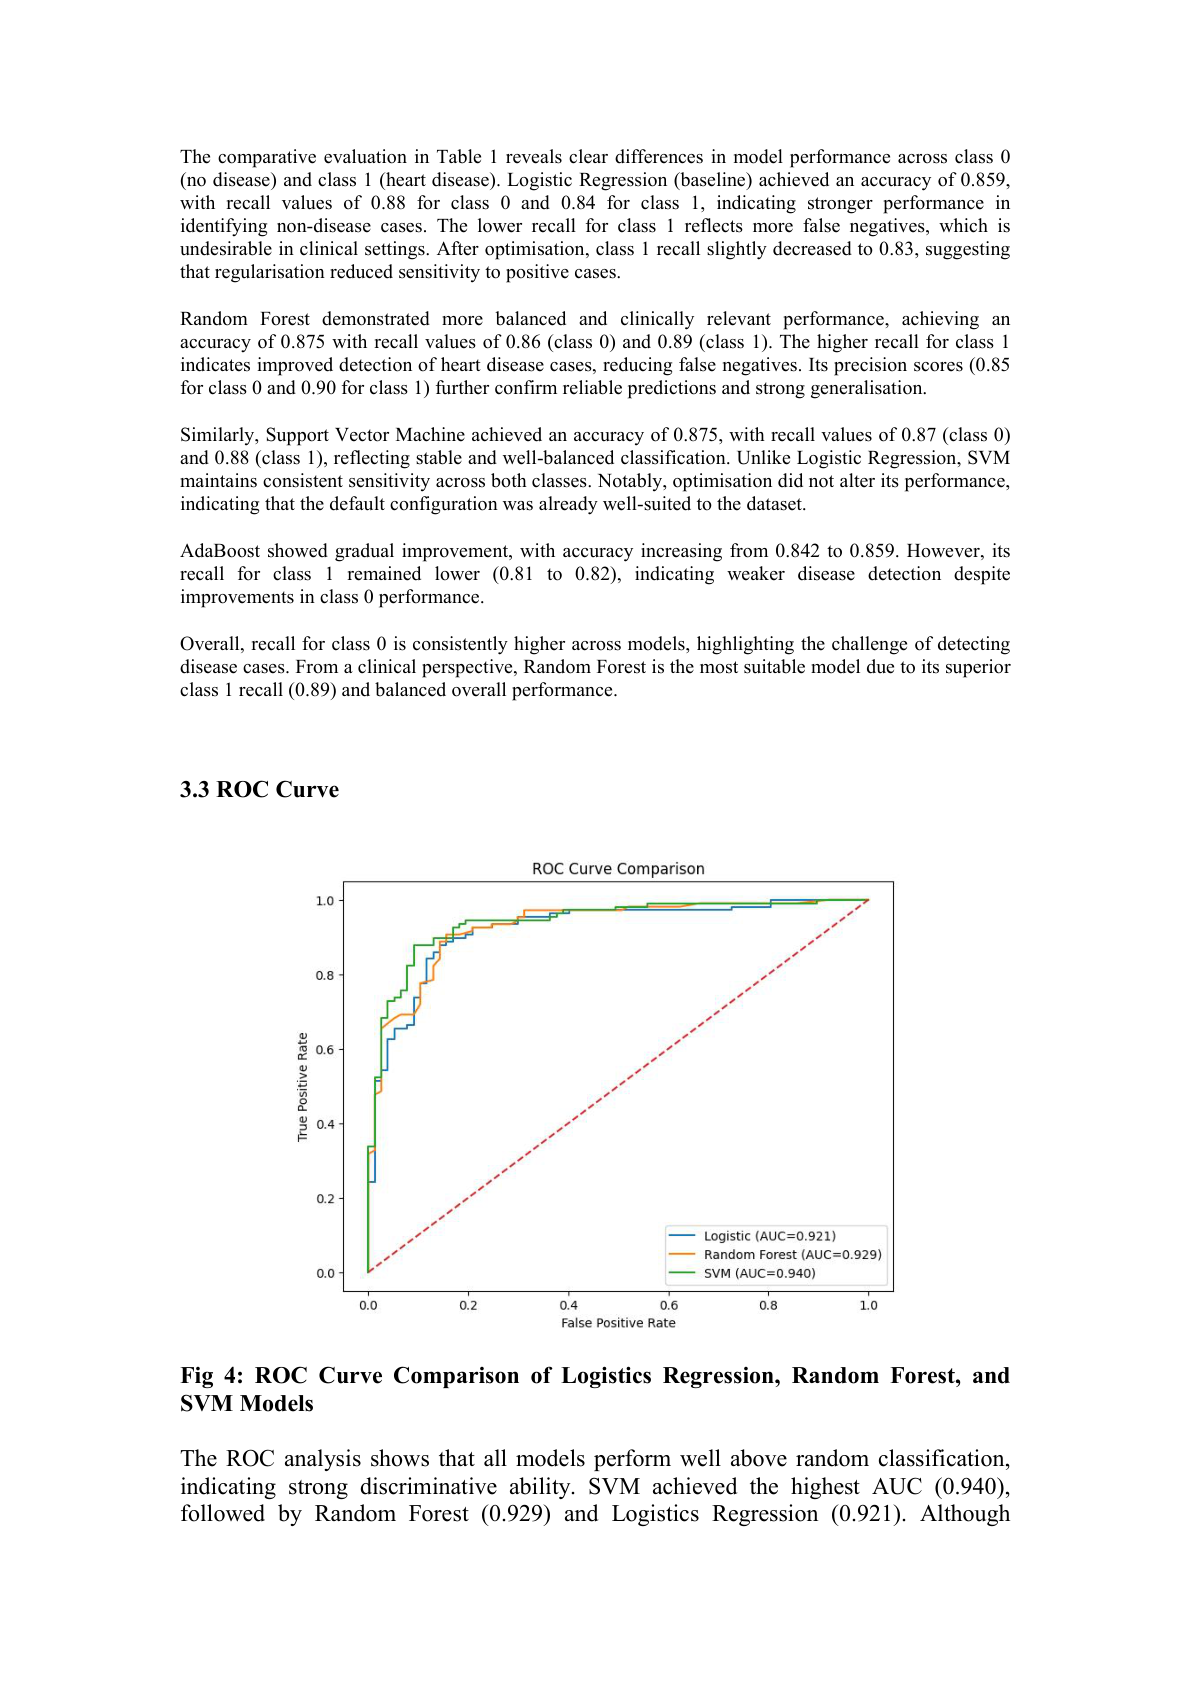 The comparative evaluation in Table 1 reveals clear differences in model performance across class 0
(no disease) and class 1 (heart disease). Logistic Regression (baseline) achieved an accuracy of 0.859,
with recall values of 0.88 for class 0 and 0.84 for class 1, indicating stronger performance in
identifying non-disease cases. The lower recall for class 1 reflects more false negatives, which is
undesirable in clinical settings. After optimisation, class 1 recall slightly decreased to 0.83, suggesting
that regularisation reduced sensitivity to positive cases.
Random Forest demonstrated more balanced and clinically relevant performance, achieving an
accuracy of 0.875 with recall values of 0.86 (class 0) and 0.89 (class 1). The higher recall for class 1
indicates improved detection of heart disease cases, reducing false negatives. Its precision scores (0.85
for class 0 and 0.90 for class 1) further confirm reliable predictions and strong generalisation.
Similarly, Support Vector Machine achieved an accuracy of 0.875, with recall values of 0.87 (class 0)
and 0.88 (class 1), reflecting stable and well-balanced classification. Unlike Logistic Regression, SVM
maintains consistent sensitivity across both classes. Notably, optimisation did not alter its performance,
indicating that the default configuration was already well-suited to the dataset.
AdaBoost showed gradual improvement, with accuracy increasing from 0.842 to 0.859. However, its
recall for class 1 remained lower (0.81 to 0.82), indicating weaker disease detection despite
improvements in class 0 performance.
Overall, recall for class 0 is consistently higher across models, highlighting the challenge of detecting
disease cases. From a clinical perspective, Random Forest is the most suitable model due to its superior
class 1 recall (0.89) and balanced overall performance.
3.3 ROC Curve
ROC Curve Comparison
1.0
0.8
0.6
0.4
0.2
0.0
True Positive Rate
Logistic (AUC=0.921)
Random Forest (AUC=0.929)
SVM (AUC=0.940)
0.0 0.2 0.4 0.6 0.8 1.0
False Positive Rate
Fig 4: ROC Curve Comparison of Logistics Regression, Random Forest, and
SVM Models
The ROC analysis shows that all models perform well above random classification,
indicating strong discriminative ability. SVM achieved the highest AUC (0.940),
followed by Random Forest (0.929) and Logistics Regression (0.921). Although